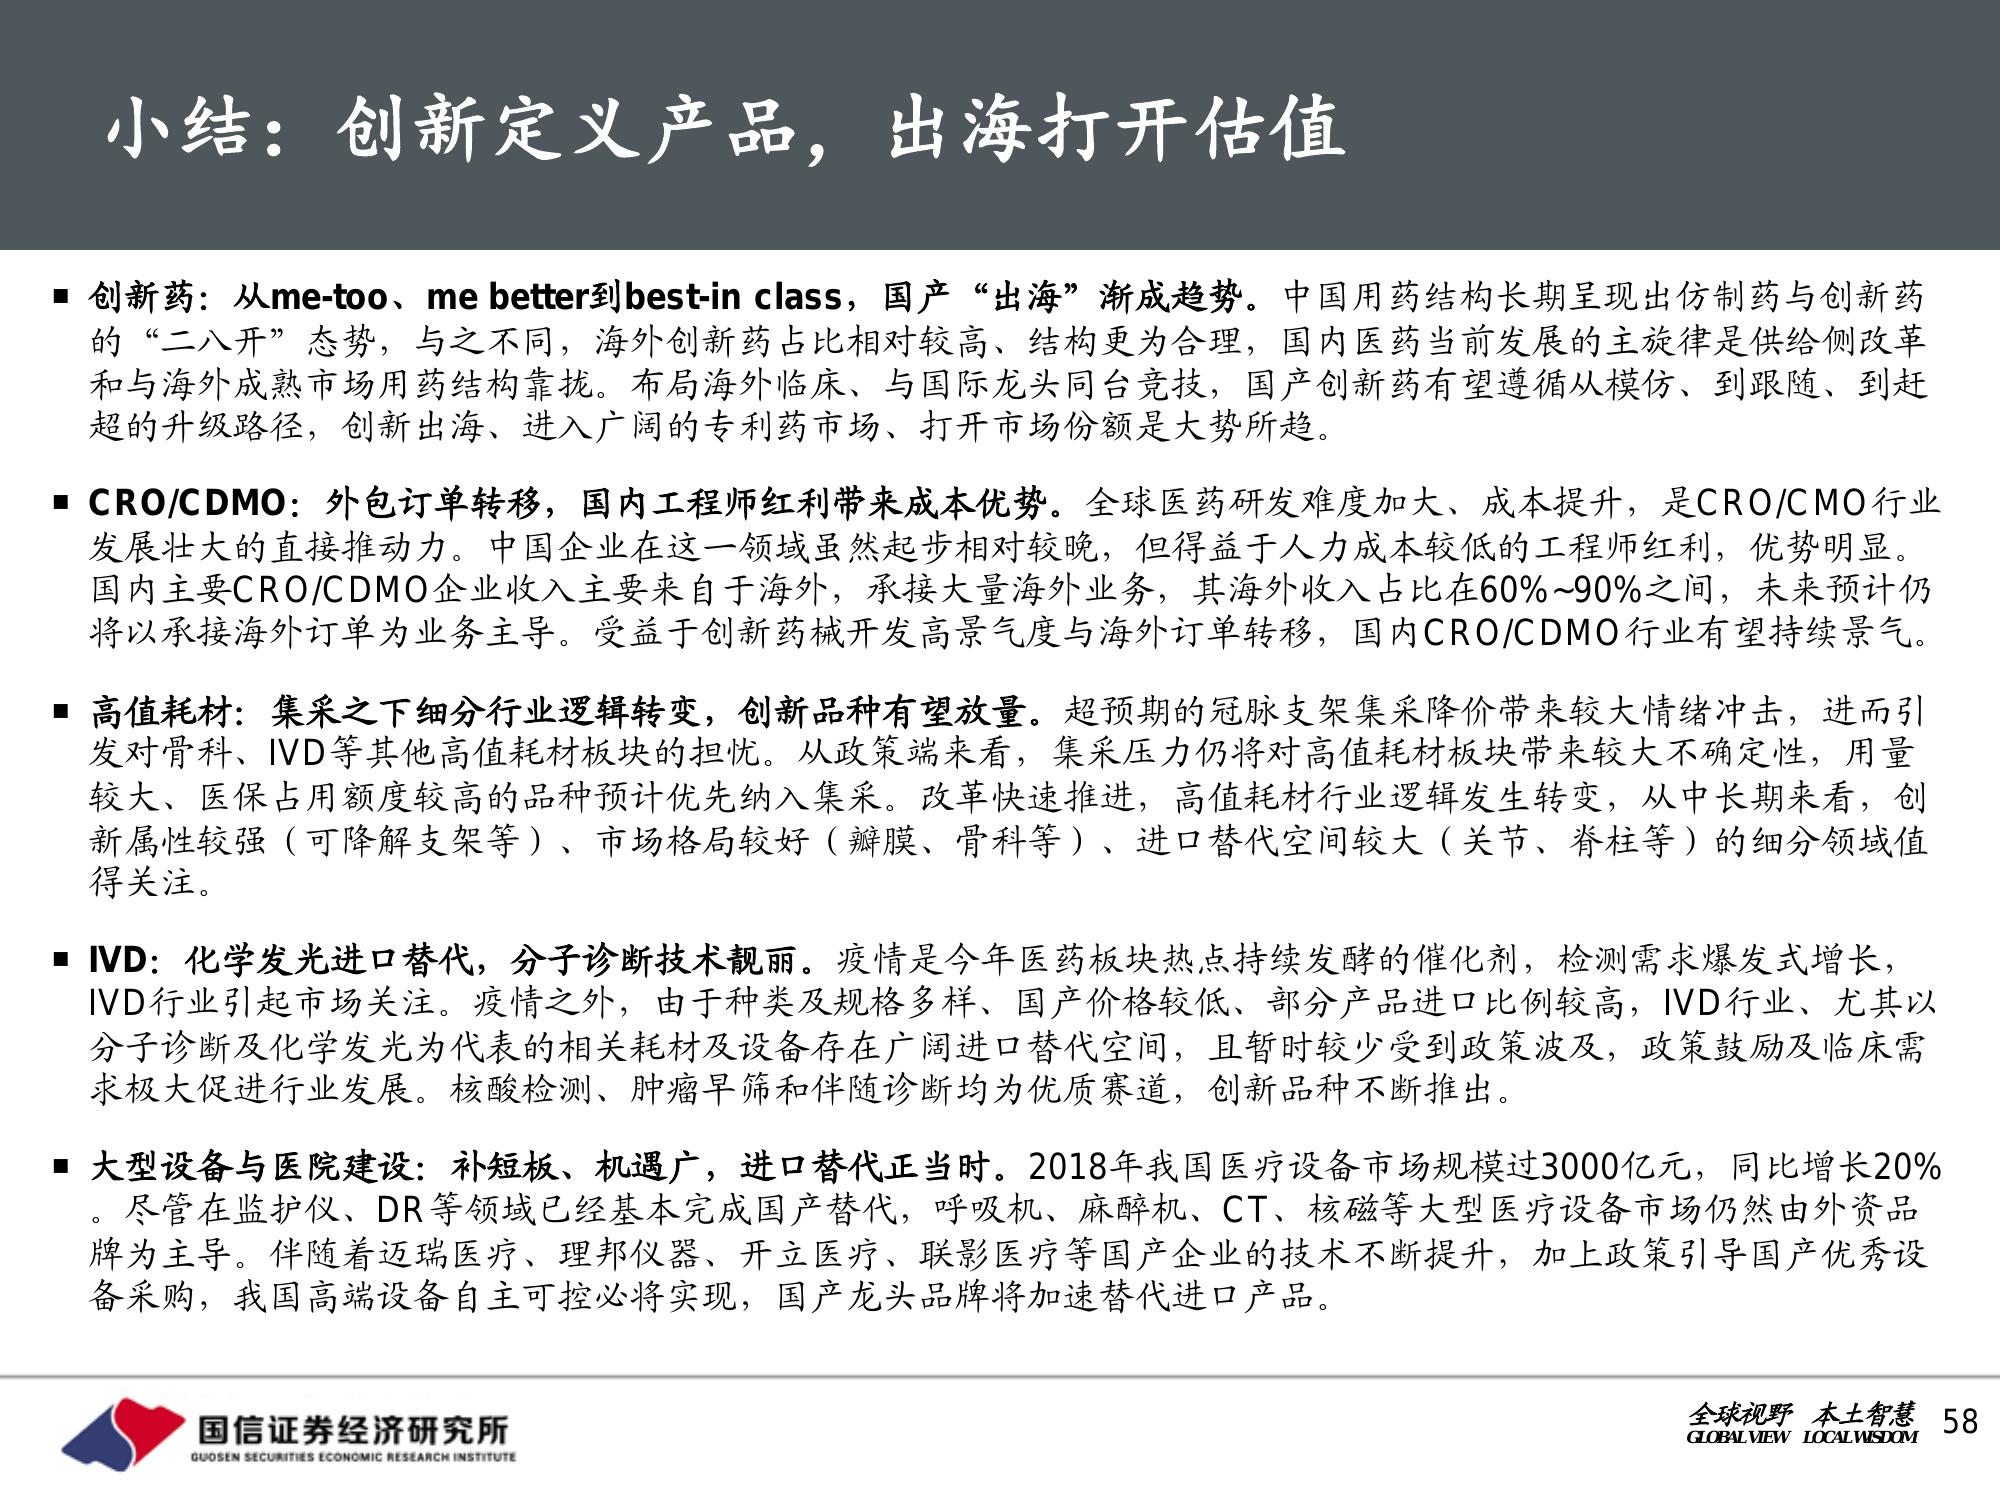 小结：创新定义产品，出海打开估值
■ 创新药：从me-too、me better到best-in class，国产“出海”渐成趋势。中国用药结构长期呈现出仿制药与创新药
的“二八开”态势，与之不同，海外创新药占比相对较高、结构更为合理，国内医药当前发展的主旋律是供给侧改革
和与海外成熟市场用药结构靠拢。布局海外临床、与国际龙头同台竞技，国产创新药有望遵循从模仿、到跟随、到赶
超的升级路径，创新出海、进入广阔的专利药市场、打开市场份额是大势所趋。
■ CRO/CDMO：外包订单转移，国内工程师红利带来成本优势。全球医药研发难度加大、成本提升，是CRO/CMO行业
发展壮大的直接推动力。中国企业在这一领域虽然起步相对较晚，但得益于人力成本较低的工程师红利，优势明显。
国内主要CRO/CDMO企业收入主要来自于海外，承接大量海外业务，其海外收入占比在60%~90%之间，未来预计仍
将以承接海外订单为业务主导。受益于创新药械开发高景气度与海外订单转移，国内CRO/CDMO行业有望持续景气。
■ 高值耗材：集采之下细分行业逻辑转变，创新品种有望放量。超预期的冠脉支架集采降价带来较大情绪冲击，进而引
发对骨科、IVD等其他高值耗材板块的担忧。从政策端来看，集采压力仍将对高值耗材板块带来较大不确定性，用量
较大、医保占用额度较高的品种预计优先纳入集采。改革快速推进，高值耗材行业逻辑发生转变，从中长期来看，创
新属性较强（可降解支架等）、市场格局较好（瓣膜、骨科等）、进口替代空间较大（关节、脊柱等）的细分领域值
得关注。
■ IVD：化学发光进口替代，分子诊断技术靓丽。疫情是今年医药板块热点持续发酵的催化剂，检测需求爆发式增长，
IVD行业引起市场关注。疫情之外，由于种类及规格多样、国产价格较低、部分产品进口比例较高，IVD行业、尤其以
分子诊断及化学发光为代表的相关耗材及设备存在广阔进口替代空间，且暂时较少受到政策波及，政策鼓励及临床需
求极大促进行业发展。核酸检测、肿瘤早筛和伴随诊断均为优质赛道，创新品种不断推出。
■ 大型设备与医院建设：补短板、机遇广，进口替代正当时。2018年我国医疗设备市场规模过3000亿元，同比增长20%
。尽管在监护仪、DR等领域已经基本完成国产替代，呼吸机、麻醉机、CT、核磁等大型医疗设备市场仍然由外资品
牌为主导。伴随着迈瑞医疗、理邦仪器、开立医疗、联影医疗等国产企业的技术不断提升，加上政策引导国产优秀设
备采购，我国高端设备自主可控必将实现，国产龙头品牌将加速替代进口产品。
国信证券经济研究所
GUOSEN SECURITIES ECONOMIC RESEARCH INSTITUTE
全球视野 本土智慧
GLOBAL VIEW LOCAL WISDOM
58